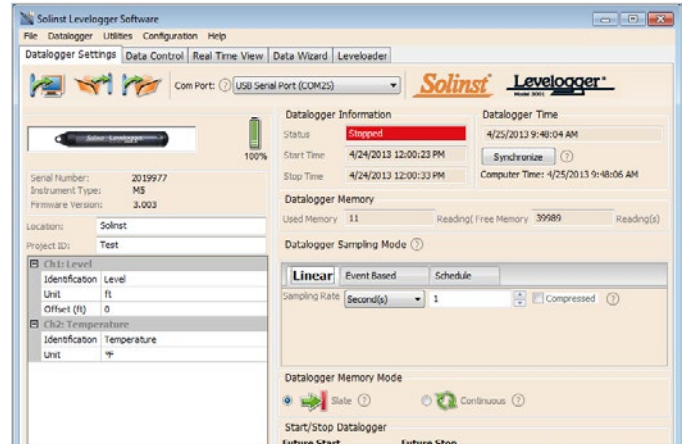 Solinst Levelogger Software
File Datalogger Utilities Configuration Help
Datalogger Settings Data Control Real Time View Data Wizard Leveloader
Com Port: ? USB Serial Port (COM25) Solinst Levelogger
Model 3001
Datalogger Information
Datalogger Time
Status Stopped
4/25/2013 9:48:04 AM
Start Time 4/24/2013 12:00:23 PM
Synchronize ?
Stop Time 4/24/2013 12:00:33 PM
Computer Time: 4/25/2013 9:48:06 AM
Solinst Levelogger
100%
Serial Number: 2019977
Instrument Type: M5
Firmware Version: 3.003
Location: Solinst
Project ID: Test
Ch1: Level
Identification Level
Unit ft
Offset (ft) 0
Ch2: Temperature
Identification Temperature
Unit °F
Datalogger Memory
Used Memory 11 Reading( Free Memory 39989 Reading(s)
Datalogger Sampling Mode ?
Linear Event Based Schedule
Sampling Rate Second(s) 1 Compressed ?
Datalogger Memory Mode
Slate ? Continuous ?
Start/Stop Datalogger
Future Start Future Stop